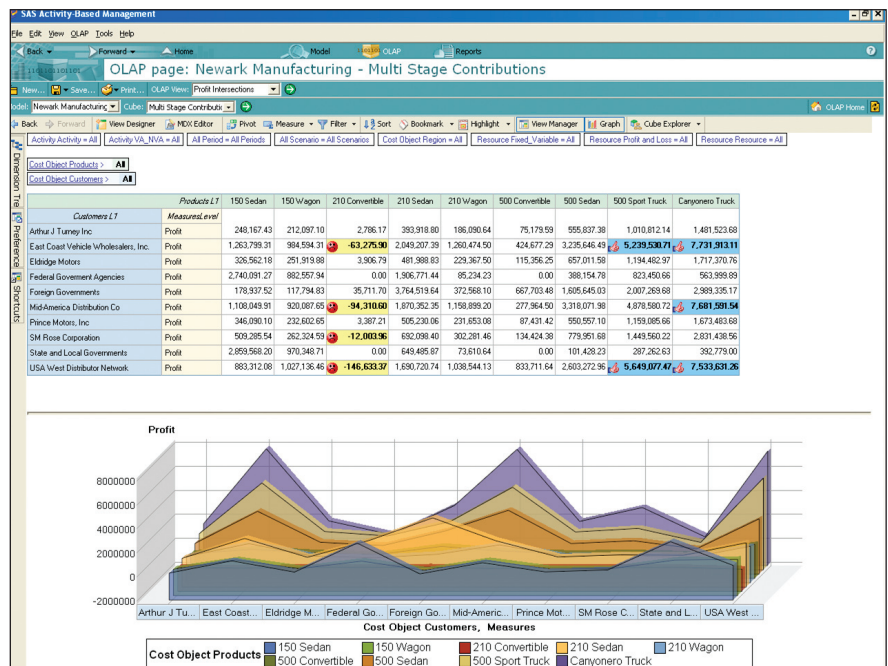 SAS Activity-Based Management
File Edit View OLAP Tools Help
Back Forward Home Model OLAP Reports
OLAP page: Newark Manufacturing - Multi Stage Contributions
New... Save... Print... OLAP View: Profit Intersections
Model: Newark Manufacturing Cube: Multi Stage Contributic OLAP Home
Back Forward View Designer MDX Editor Pivot Measure Filter Sort Bookmark Highlight View Manager Graph Cube Explorer
Activity Activity = All Activity VA_NVA = All All Period = All Periods All Scenario = All Scenarios Cost Object Region = All Resource Fixed_Variable = All Resource Profit and Loss = All Resource Resource = All
Dimension Tre
Preference
Shortcuts
Cost Object Products > All
Cost Object Customers > All
Products L1 150 Sedan 150 Wagon 210 Convertible 210 Sedan 210 Wagon 500 Convertible 500 Sedan 500 Sport Truck Canyonero Truck
Customers L1 MeasuresLevel
Arthur J Turney Inc Profit 248,167.43 212,097.10 2,786.17 393,918.80 186,090.64 75,179.59 555,837.38 1,010,812.14 1,481,523.68
East Coast Vehicle Wholesalers, Inc. Profit 1,263,799.31 984,594.31 -63,275.90 2,049,207.39 1,260,474.50 424,677.29 3,235,646.49 5,239,530.71 7,731,913.11
Eldridge Motors Profit 326,562.18 251,919.88 3,906.79 481,988.83 229,367.50 115,356.25 657,011.58 1,194,482.97 1,717,370.76
Federal Goverment Agencies Profit 2,740,091.27 882,557.94 0.00 1,906,771.44 85,234.23 0.00 388,154.78 823,450.66 563,999.89
Foreign Governments Profit 178,937.52 117,794.83 35,711.70 3,764,519.64 372,568.10 667,703.48 1,605,645.03 2,007,269.68 2,989,335.17
Mid-America Distribution Co Profit 1,108,049.91 920,087.65 -94,310.60 1,870,352.35 1,158,899.20 277,964.50 3,318,071.98 4,878,580.72 7,681,591.54
Prince Motors, Inc Profit 346,090.10 232,602.65 3,387.21 505,230.06 231,653.08 87,431.42 550,557.10 1,159,085.66 1,673,483.68
SM Rose Corporation Profit 509,285.54 262,324.59 -12,003.96 692,098.40 302,281.46 134,424.38 779,951.68 1,449,560.22 2,831,438.56
State and Local Governments Profit 2,859,568.20 970,348.71 0.00 649,485.87 73,610.64 0.00 101,428.23 287,262.63 392,779.00
USA West Distributor Network Profit 883,312.08 1,027,136.46 -146,633.37 1,690,720.74 1,038,544.13 833,711.64 2,603,272.96 5,649,077.47 7,533,631.26
Profit
8000000
6000000
4000000
2000000
0
-2000000
Arthur J Tu... East Coast... Eldridge M... Federal Go... Foreign Go... Mid-Americ... Prince Mot... SM Rose C... State and L... USA West ...
Cost Object Customers, Measures
Cost Object Products 150 Sedan 150 Wagon 210 Convertible 210 Sedan 210 Wagon
500 Convertible 500 Sedan 500 Sport Truck Canyonero Truck